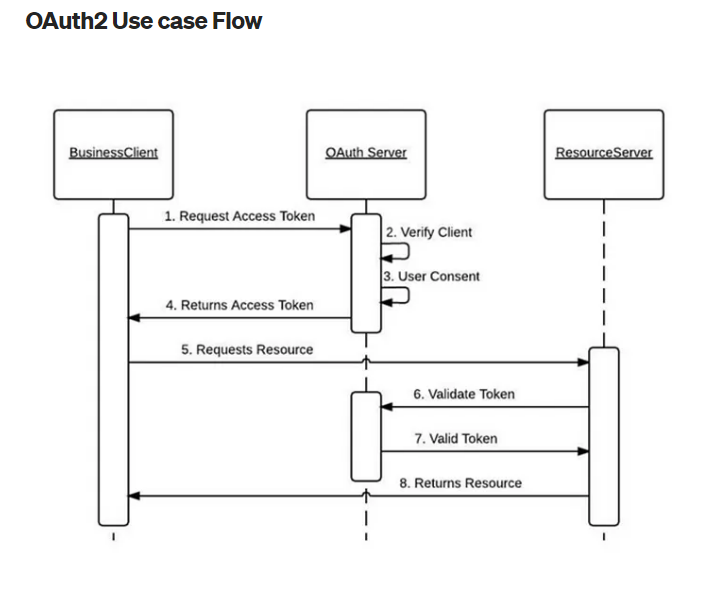 OAuth2 Use case Flow
BusinessClient
OAuth Server
ResourceServer
1. Request Access Token
2. Verify Client
3. User Consent
4. Returns Access Token
5. Requests Resource
6. Validate Token
7. Valid Token
8. Returns Resource